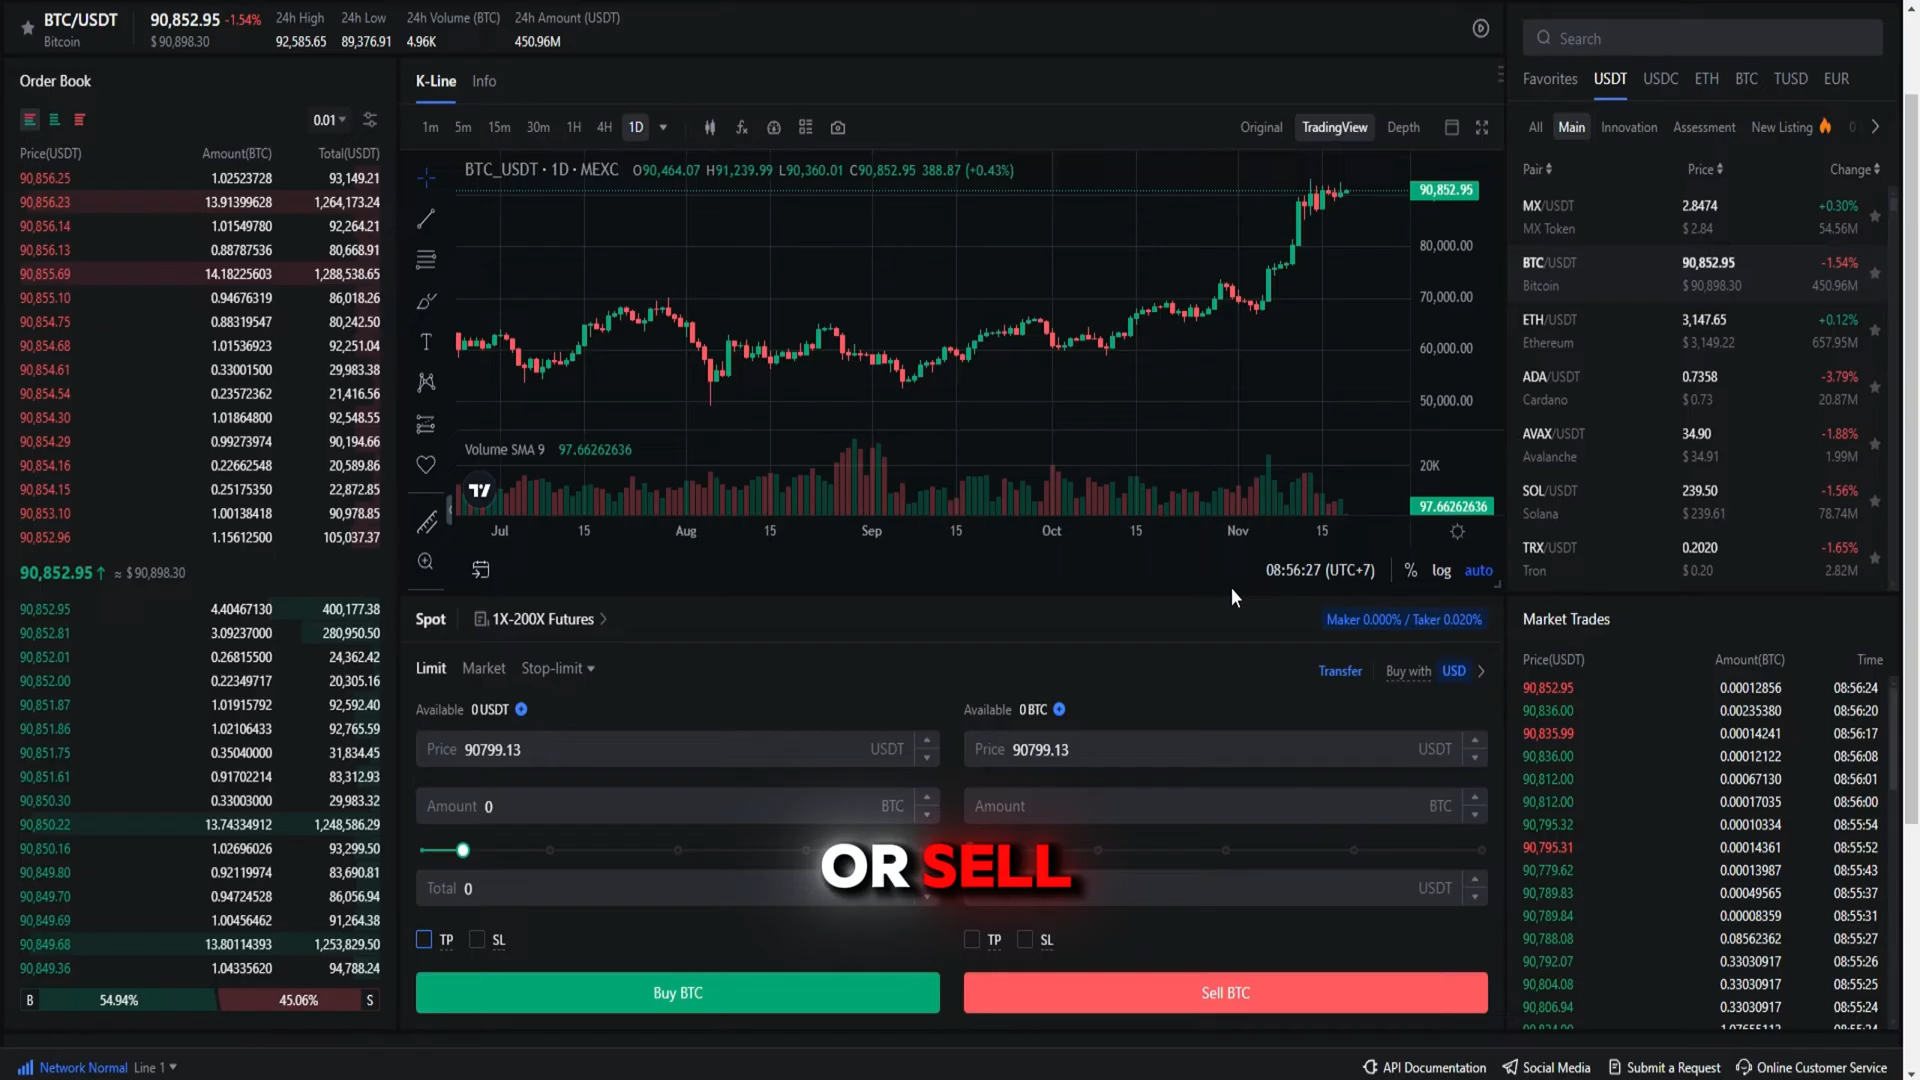 BTC/USDT
Bitcoin
90,852.95 -1.54%
$ 90,898.30
24h High
92,585.65
24h Low
89,376.91
24h Volume (BTC)
4.96K
24h Amount (USDT)
450.96M
Order Book
0.01
Price(USDT) Amount(BTC) Total(USDT)
90,856.25 1.02523728 93,149.21
90,856.23 13.91399628 1,264,173.24
90,856.14 1.01549780 92,264.21
90,856.13 0.88787536 80,668.91
90,855.69 14.18225603 1,288,538.65
90,855.10 0.94676319 86,018.26
90,854.75 0.88319547 80,242.50
90,854.68 1.01536923 92,251.04
90,854.61 0.33001500 29,983.38
90,854.54 0.23572362 21,416.56
90,854.30 1.01864800 92,548.55
90,854.29 0.99273974 90,194.66
90,854.16 0.22662548 20,589.86
90,854.15 0.25175350 22,872.85
90,853.10 1.00138418 90,978.85
90,852.96 1.15612500 105,037.37
90,852.95 ↑ ≈ $ 90,898.30
90,852.95 4.40467130 400,177.38
90,852.81 3.09237000 280,950.50
90,852.01 0.26815500 24,362.42
90,852.00 0.22349717 20,305.16
90,851.87 1.01915792 92,592.40
90,851.86 1.02106433 92,765.59
90,851.75 0.35040000 31,834.45
90,851.61 0.91702214 83,312.93
90,850.30 0.33003000 29,983.32
90,850.22 13.74334912 1,248,586.29
90,850.16 1.02696026 93,299.50
90,849.80 0.92119974 83,690.81
90,849.70 0.94724528 86,056.94
90,849.69 1.00456462 91,264.38
90,849.68 13.80114393 1,253,829.50
90,849.36 1.04335620 94,788.24
B 54.94% 45.06% S
K-Line Info
1m 5m 15m 30m 1H 4H 1D
Original TradingView Depth
BTC_USDT · 1D · MEXC O90,464.07 H91,239.99 L90,360.01 C90,852.95 388.87 (+0.43%)
90,852.95
80,000.00
70,000.00
60,000.00
50,000.00
Volume SMA 9 97.66262636
20K
97.66262636
Jul 15 Aug 15 Sep 15 Oct 15 Nov 15
08:56:27 (UTC+7) % log auto
Spot 1X-200X Futures
Maker 0.000% / Taker 0.020%
Limit Market Stop-limit
Transfer Buy with USD
Available 0 USDT
Price 90799.13 USDT
Amount 0 BTC
Total 0
TP SL
Buy BTC
Available 0 BTC
Price 90799.13 USDT
Amount BTC
USDT
TP SL
Sell BTC
OR SELL
Search
Favorites USDT USDC ETH BTC TUSD EUR
All Main Innovation Assessment New Listing
Pair Price Change
MX/USDT 2.8474 +0.30%
MX Token $ 2.84 54.56M
BTC/USDT 90,852.95 -1.54%
Bitcoin $ 90,898.30 450.96M
ETH/USDT 3,147.65 +0.12%
Ethereum $ 3,149.22 657.95M
ADA/USDT 0.7358 -3.79%
Cardano $ 0.73 20.87M
AVAX/USDT 34.90 -1.88%
Avalanche $ 34.91 1.99M
SOL/USDT 239.50 -1.56%
Solana $ 239.61 78.74M
TRX/USDT 0.2020 -1.65%
Tron $ 0.20 2.82M
Market Trades
Price(USDT) Amount(BTC) Time
90,852.95 0.00012856 08:56:24
90,836.00 0.00235380 08:56:20
90,835.99 0.00014241 08:56:17
90,836.00 0.00012122 08:56:08
90,812.00 0.00067130 08:56:01
90,812.00 0.00017035 08:56:00
90,795.32 0.00010334 08:55:54
90,795.31 0.00014361 08:55:52
90,779.62 0.00013987 08:55:43
90,789.83 0.00049565 08:55:37
90,789.84 0.00008359 08:55:31
90,788.08 0.08562362 08:55:27
90,792.07 0.33030917 08:55:26
90,804.08 0.33030917 08:55:25
90,806.94 0.33030917 08:55:24
Network Normal Line 1
API Documentation Social Media Submit a Request Online Customer Service